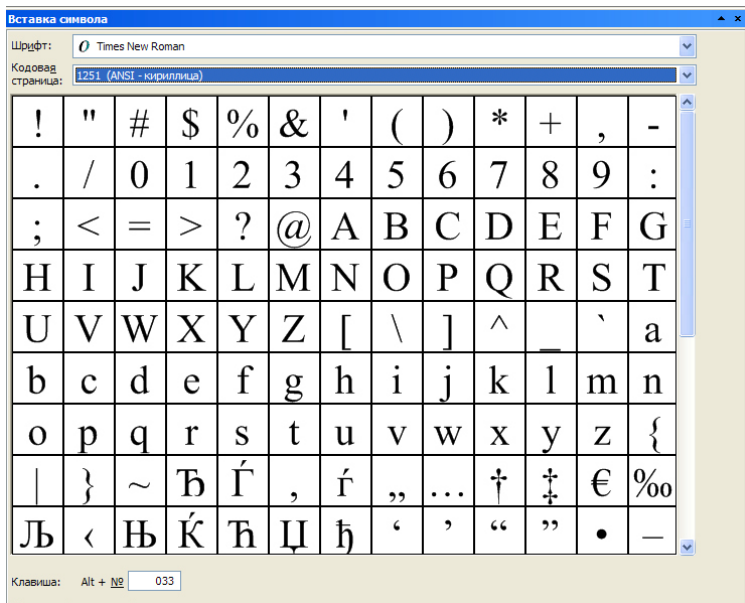 Вставка символа
Шрифт: O Times New Roman
Кодовая страница: 1251 (ANSI - кириллица)
! " # $ % & ' ( ) * + , -
. / 0 1 2 3 4 5 6 7 8 9 :
; < = > ? @ A B C D E F G
H I J K L M N O P Q R S T
U V W X Y Z [ \ ] ^ _ ` a
b c d e f g h i j k l m n
o p q r s t u v w x y z {
| } ~ Ђ Ѓ ‚ ѓ „ … † ‡ € ‰
Љ ‹ Њ Ќ Ћ Џ ђ ‘ ’ “ ” • –
Клавиша: Alt + № 033